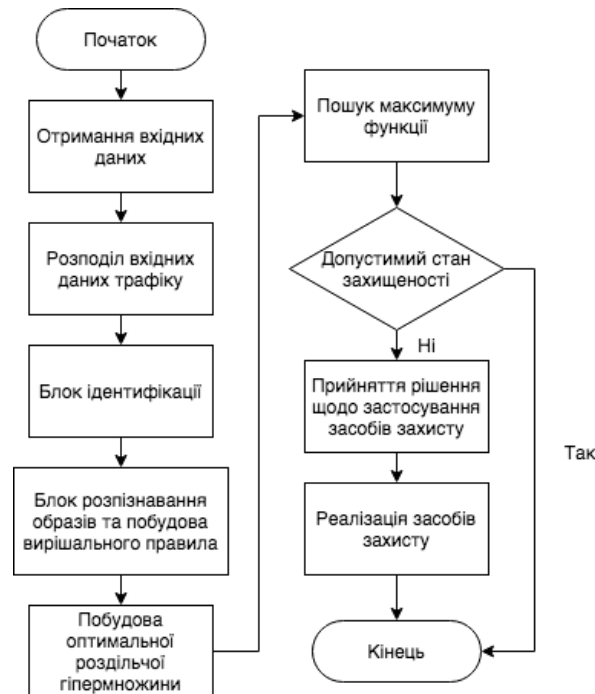 Початок
Отримання вхідних
даних
Розподіл вхідних
даних трафіку
Блок ідентифікації
Блок розпізнавання
образів та побудова
вирішального правила
Побудова
оптимальної
роздільчої
гіпермножини
Пошук максимуму
функції
Допустимий стан
захищеності
Ні
Прийняття рішення
щодо застосування
засобів захисту
Так
Реалізація засобів
захисту
Кінець